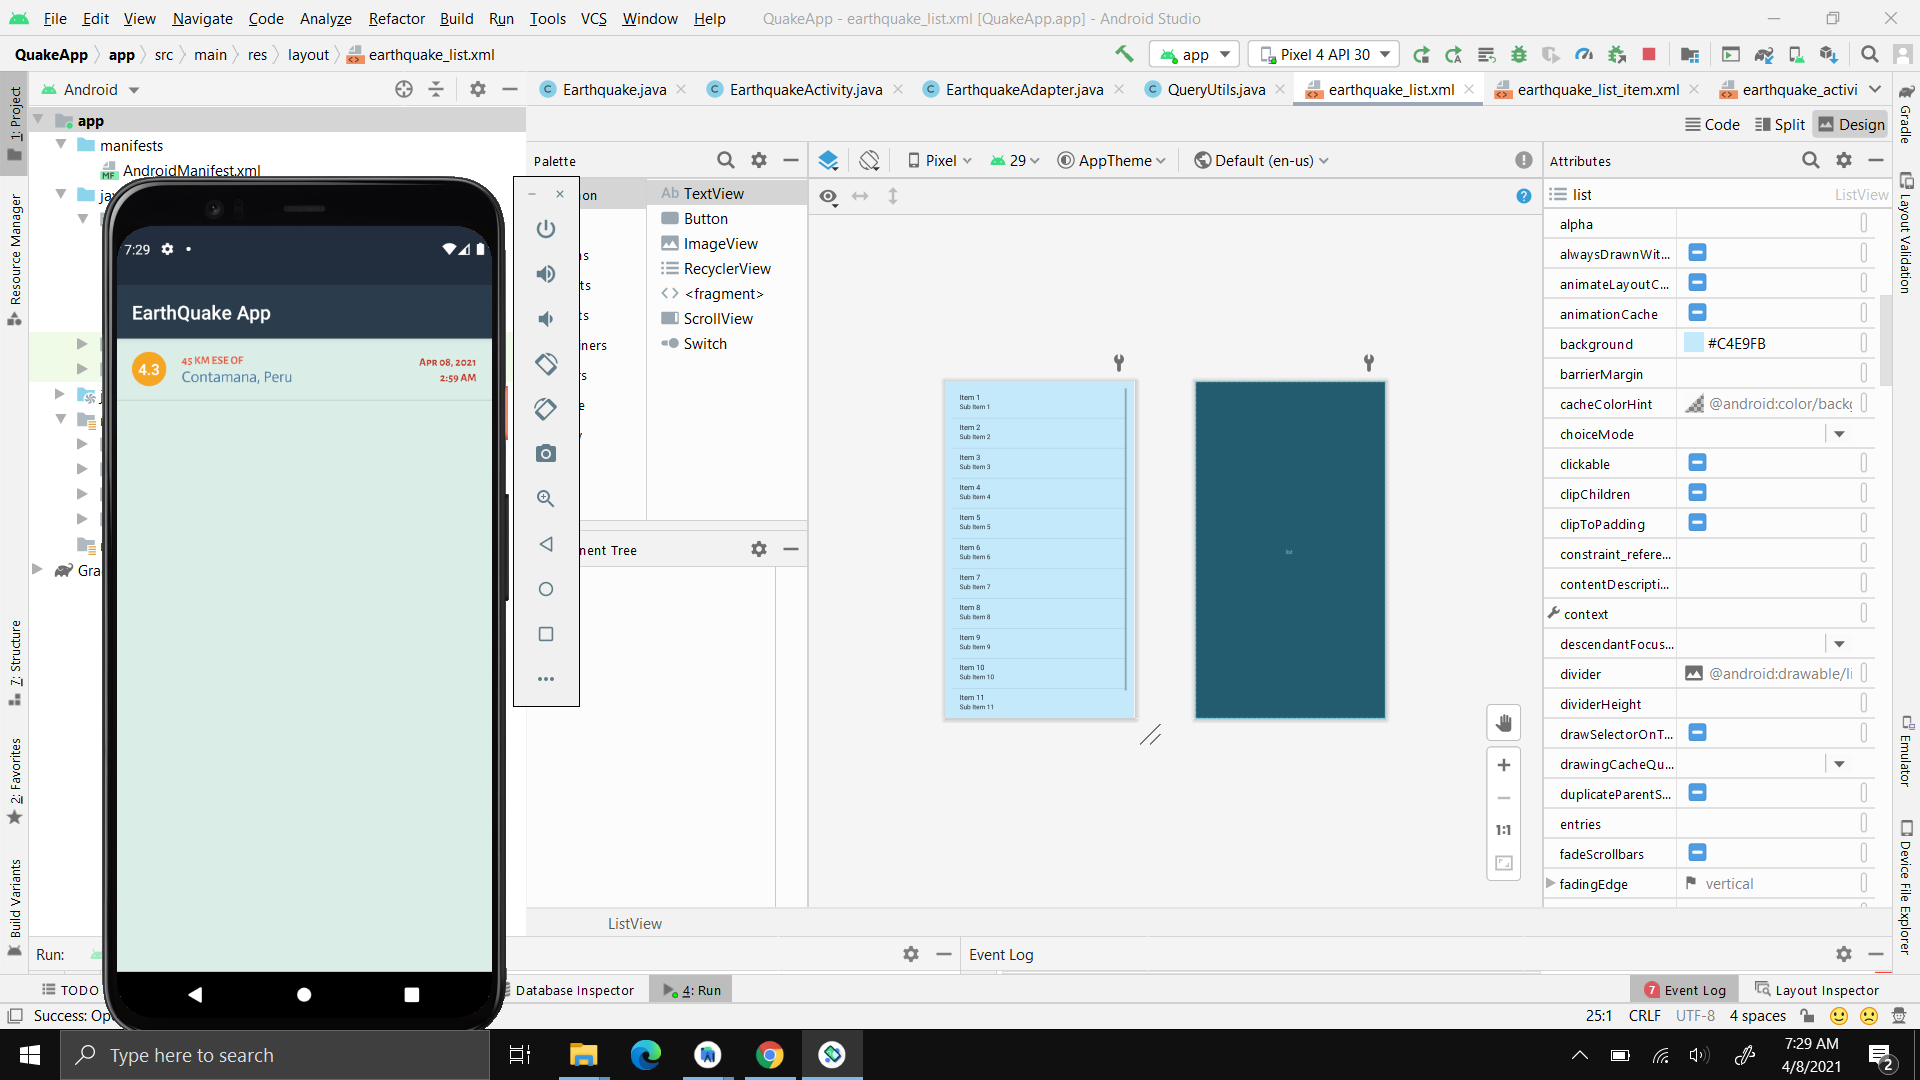 File Edit View Navigate Code Analyze Refactor Build Run Tools VCS Window Help QuakeApp - earthquake_list.xml [QuakeApp.app] - Android Studio
QuakeApp app src main res layout earthquake_list.xml app Pixel 4 API 30
Android Earthquake.java EarthquakeActivity.java EarthquakeAdapter.java QueryUtils.java earthquake_list.xml earthquake_list_item.xml earthquake_activi
Code Split Design
1: Project
Resource Manager
7: Structure
2: Favorites
Build Variants
app
manifests
MF AndroidManifest.xml
Gra
7:29
EarthQuake App
4.3
45 KM ESE OF
Contamana, Peru
Apr 08, 2021
2:59 AM
Palette
on
ners
Ab TextView
Button
ImageView
RecyclerView
<fragment>
ScrollView
Switch
nent Tree
Pixel 29 AppTheme Default (en-us)
Item 1
Sub Item 1
Item 2
Sub Item 2
Item 3
Sub Item 3
Item 4
Sub Item 4
Item 5
Sub Item 5
Item 6
Sub Item 6
Item 7
Sub Item 7
Item 8
Sub Item 8
Item 9
Sub Item 9
Item 10
Sub Item 10
Item 11
Sub Item 11
list
1:1
ListView
Attributes
list ListView
alpha
alwaysDrawnWit...
animateLayoutC...
animationCache
background #C4E9FB
barrierMargin
cacheColorHint @android:color/back
choiceMode
clickable
clipChildren
clipToPadding
constraint_refere...
contentDescripti...
context
descendantFocus...
divider @android:drawable/li
dividerHeight
drawSelectorOnT...
drawingCacheQu...
duplicateParentS...
entries
fadeScrollbars
fadingEdge vertical
Gradle
Layout Validation
Emulator
Device File Explorer
Run: Event Log
TODO Database Inspector 4: Run 7 Event Log Layout Inspector
Success: Op 25:1 CRLF UTF-8 4 spaces
Type here to search
7:29 AM
4/8/2021
2